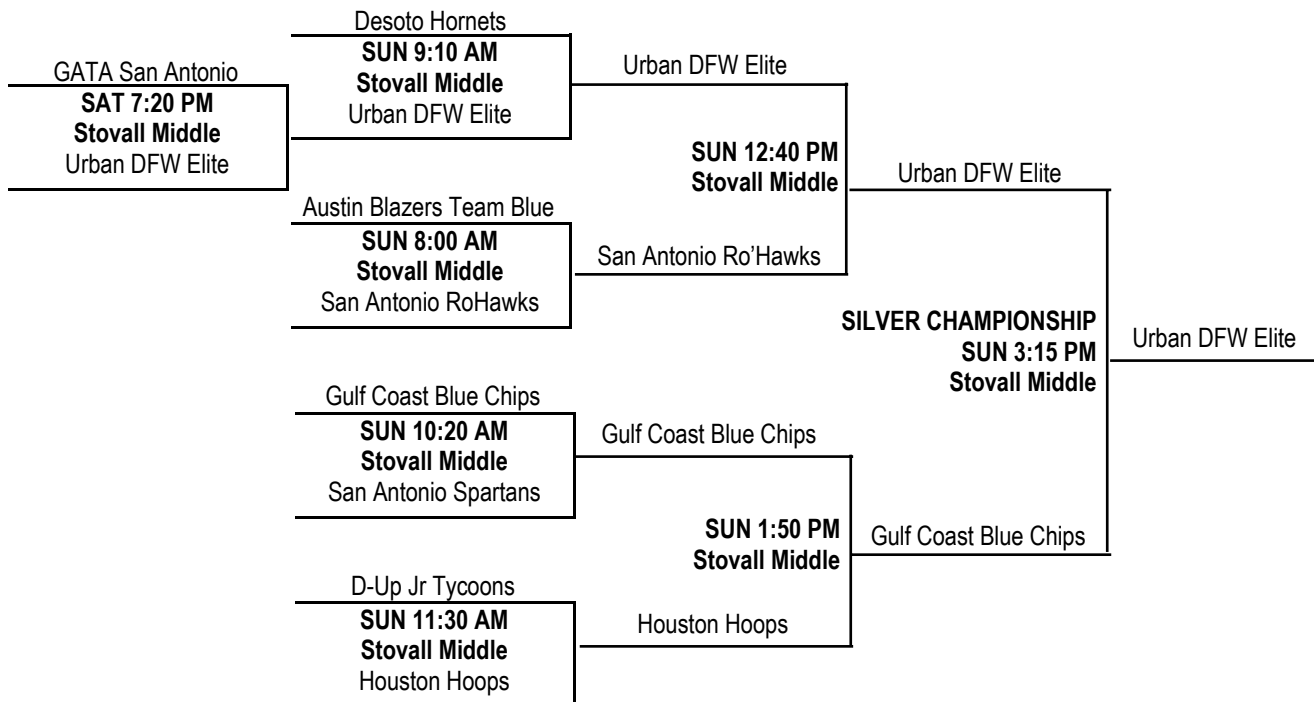 GATA San Antonio
SAT 7:20 PM
Stovall Middle
Urban DFW Elite
Desoto Hornets
SUN 9:10 AM
Stovall Middle
Urban DFW Elite
Austin Blazers Team Blue
SUN 8:00 AM
Stovall Middle
San Antonio RoHawks
Gulf Coast Blue Chips
SUN 10:20 AM
Stovall Middle
San Antonio Spartans
D-Up Jr Tycoons
SUN 11:30 AM
Stovall Middle
Houston Hoops
Urban DFW Elite
SUN 12:40 PM
Stovall Middle
San Antonio Ro’Hawks
Gulf Coast Blue Chips
SUN 1:50 PM
Stovall Middle
Houston Hoops
Urban DFW Elite
SILVER CHAMPIONSHIP
SUN 3:15 PM
Stovall Middle
Gulf Coast Blue Chips
Urban DFW Elite